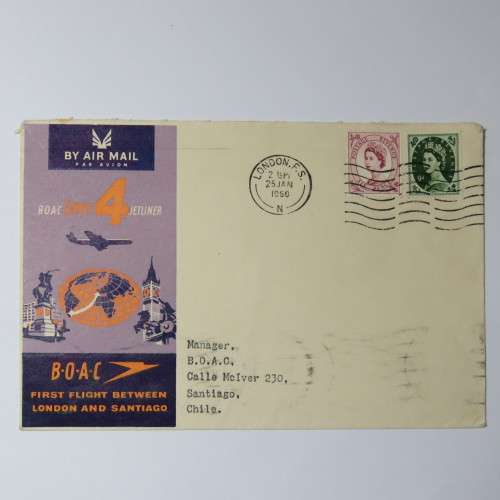 BY AIR MAIL
PAR AVION
BOAC COMET 4 JETLINER
B·O·A·C
FIRST FLIGHT BETWEEN
LONDON AND SANTIAGO
LONDON. F.S.
25 JAN
1960
N
Manager,
B.O.A.C.
Calle McIver 230,
Santiago,
Chile.